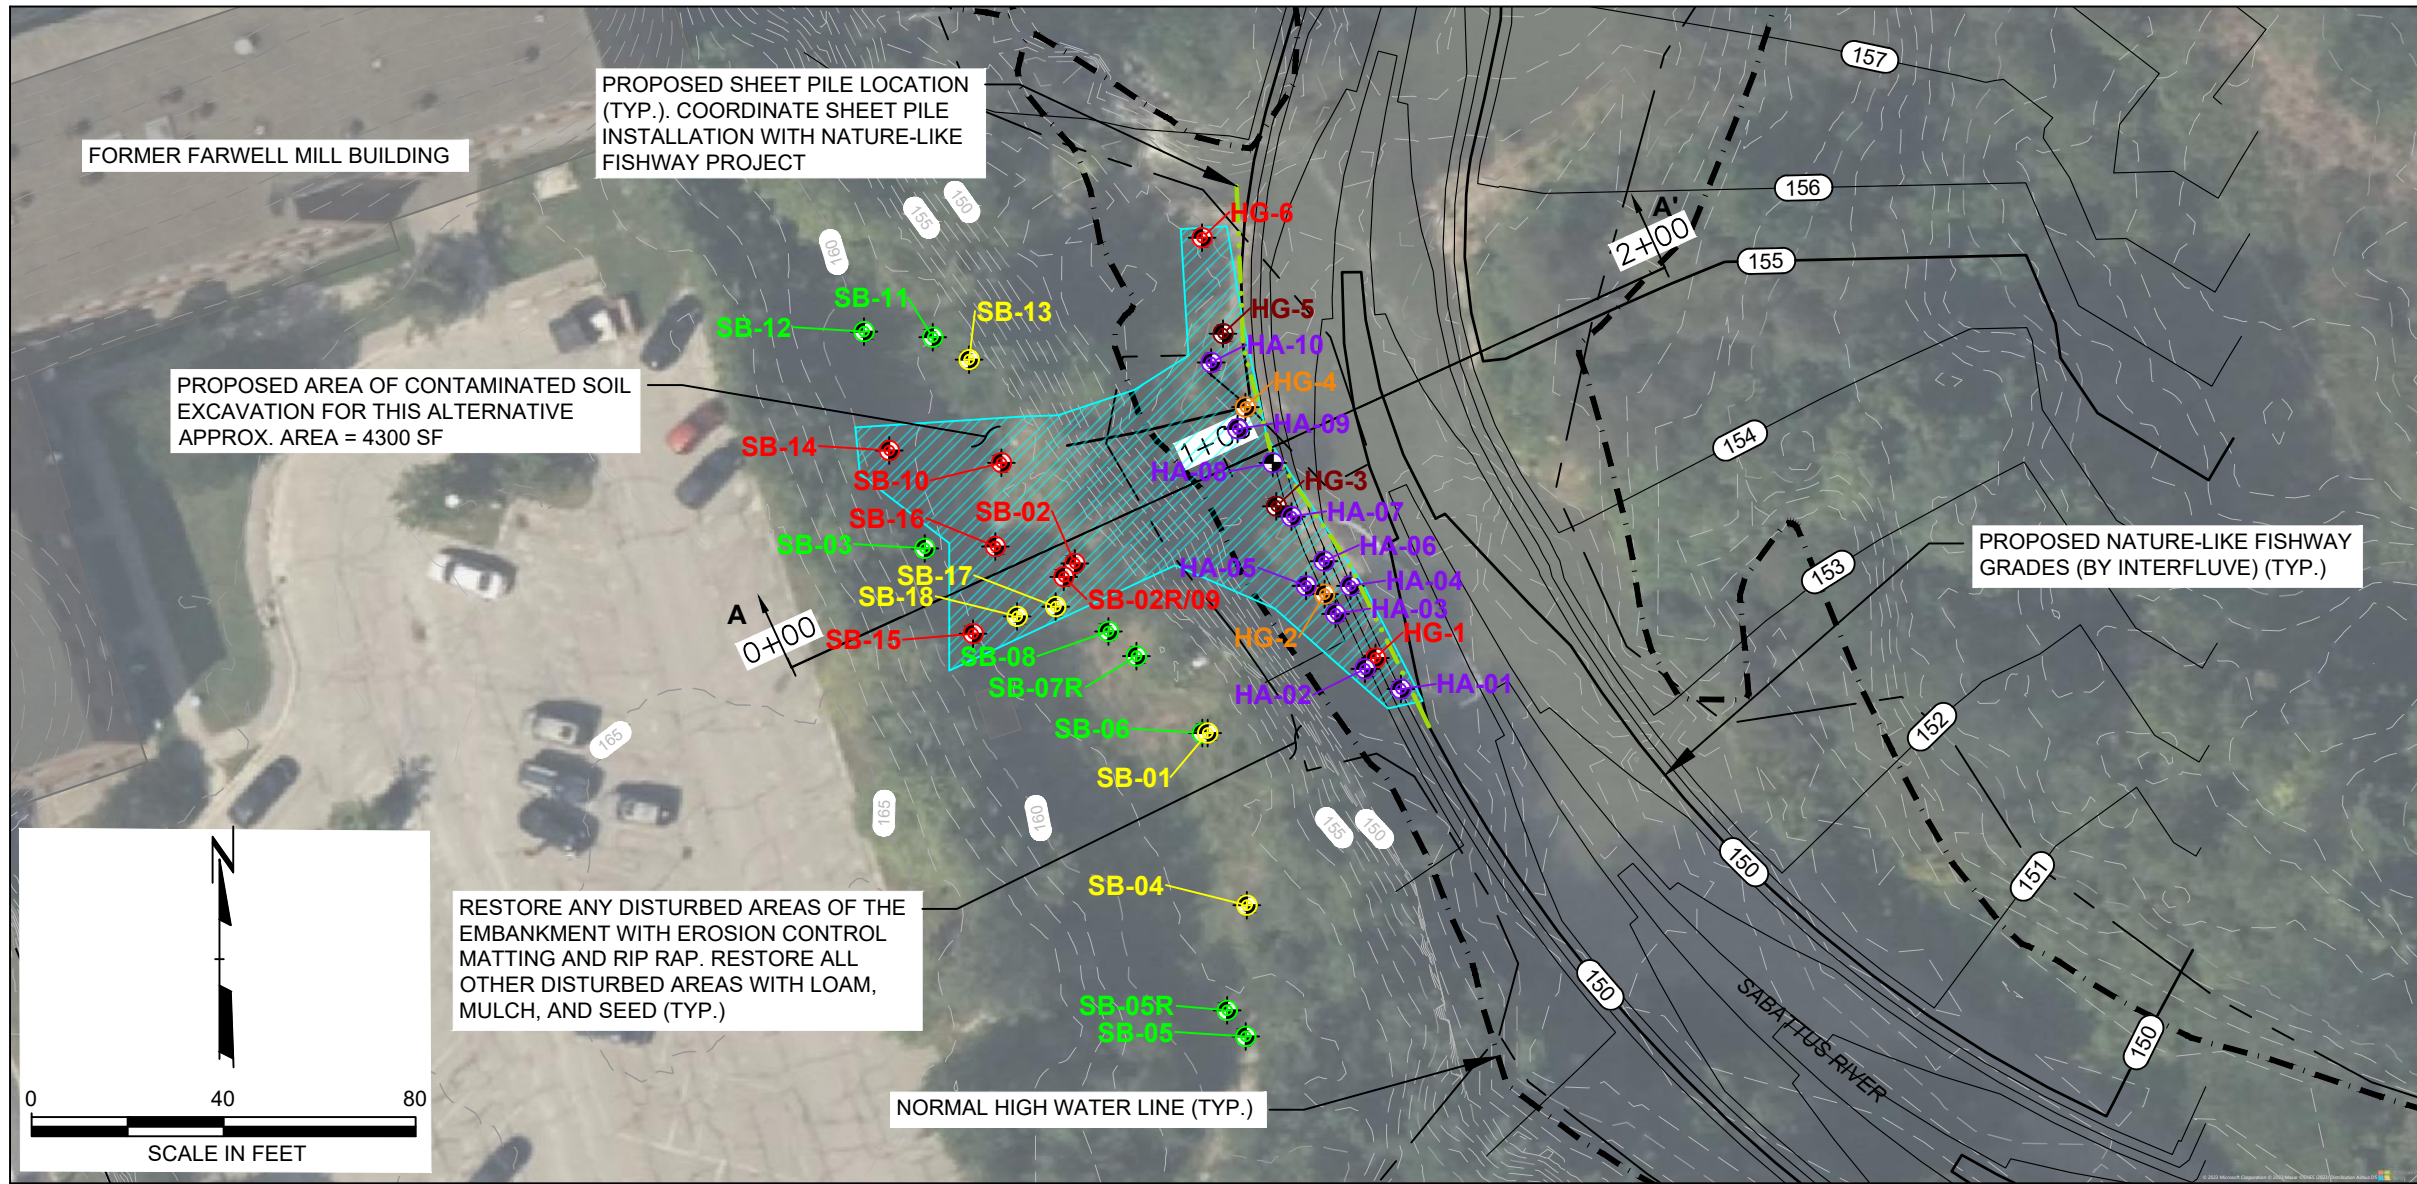 157
PROPOSED SHEET PILE LOCATION
(TYP.). COORDINATE SHEET PILE
INSTALLATION WITH NATURE-LIKE
FISHWAY PROJECT
FORMER FARWELL MILL BUILDING
156
150
155
160
A'
2+00
155
HG-6
SB-11
SB-12
SB-13
HG-5
HA-10
PROPOSED AREA OF CONTAMINATED SOIL
EXCAVATION FOR THIS ALTERNATIVE
APPROX. AREA = 4300 SF
HG-4
HA-09
1+0
154
SB-14
SB-10
HA-08
HG-3
SB-16
SB-02
HA-07
SB-03
HA-06
PROPOSED NATURE-LIKE FISHWAY
GRADES (BY INTERFLUVE) (TYP.)
153
SB-17
HA-05
HA-04
SB-18
SB-02R/09
HA-03
A
0+00
SB-15
HG-2
HG-1
SB-08
SB-07R
HA-02
HA-01
SB-06
152
165
SB-01
165
160
155
150
150
151
SB-04
RESTORE ANY DISTURBED AREAS OF THE
EMBANKMENT WITH EROSION CONTROL
MATTING AND RIP RAP. RESTORE ALL
OTHER DISTURBED AREAS WITH LOAM,
MULCH, AND SEED (TYP.)
N
150
SB-05R
SB-05
SABATTUS RIVER
150
0 40 80
SCALE IN FEET
NORMAL HIGH WATER LINE (TYP.)